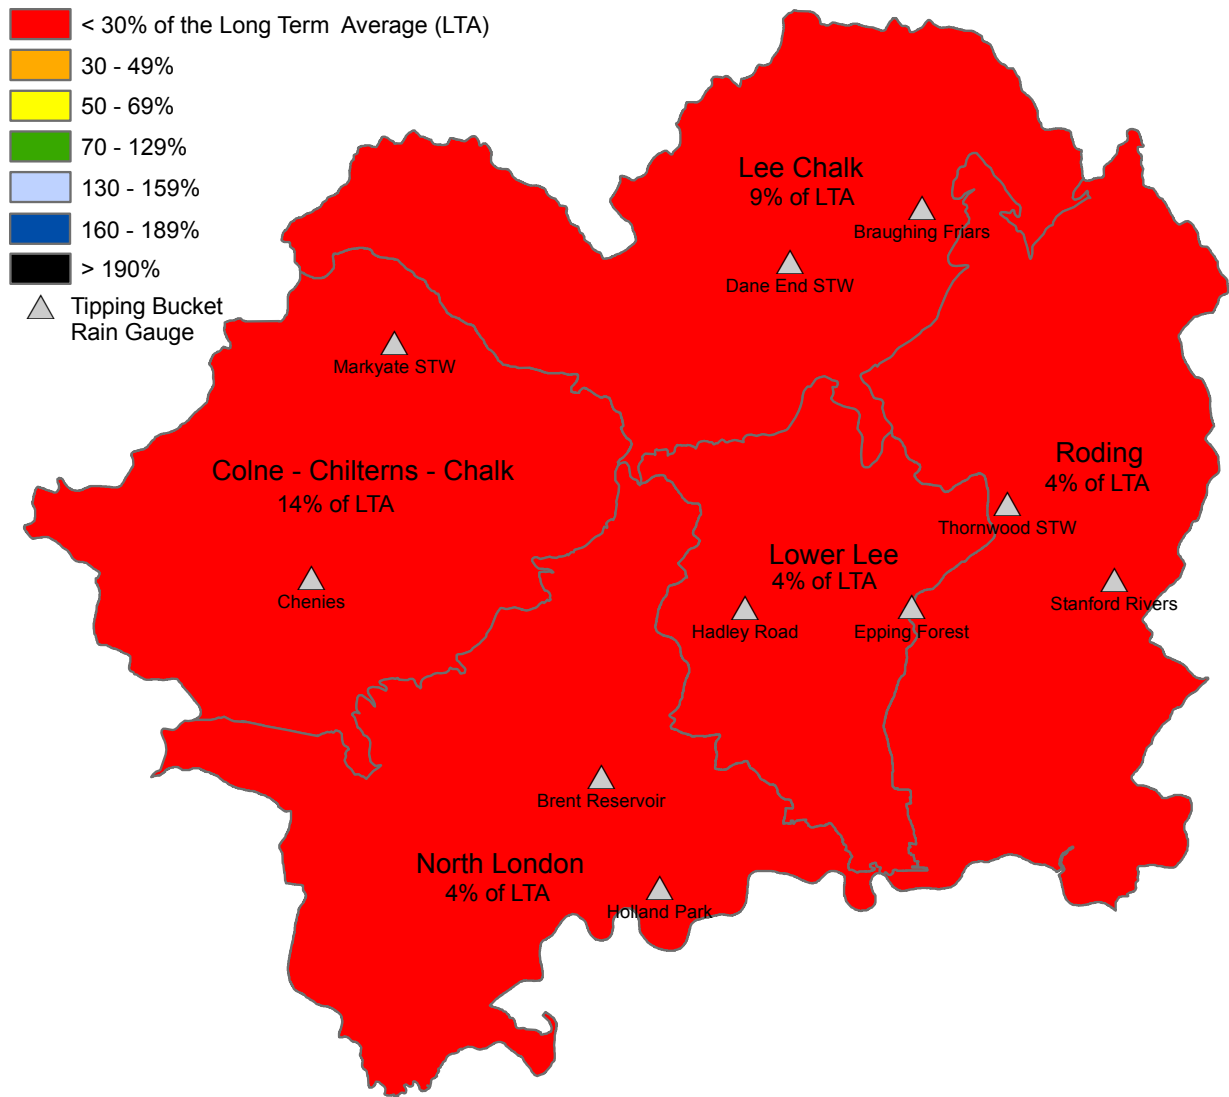 < 30% of the Long Term Average (LTA)
30 - 49%
50 - 69%
70 - 129%
130 - 159%
160 - 189%
> 190%
Tipping Bucket
Rain Gauge
Lee Chalk
9% of LTA
Braughing Friars
Dane End STW
Markyate STW
Colne - Chilterns - Chalk
14% of LTA
Chenies
Roding
4% of LTA
Thornwood STW
Stanford Rivers
Lower Lee
4% of LTA
Hadley Road
Epping Forest
Brent Reservoir
North London
4% of LTA
Holland Park